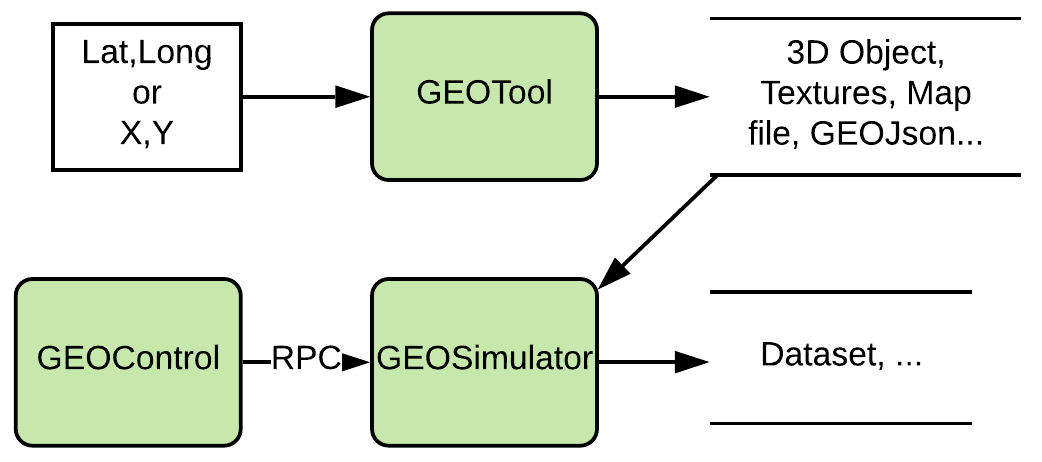 Lat,Long
or
X,Y
GEOTool
3D Object,
Textures, Map
file, GEOJson...
GEOControl
RPC
GEOSimulator
Dataset, ...